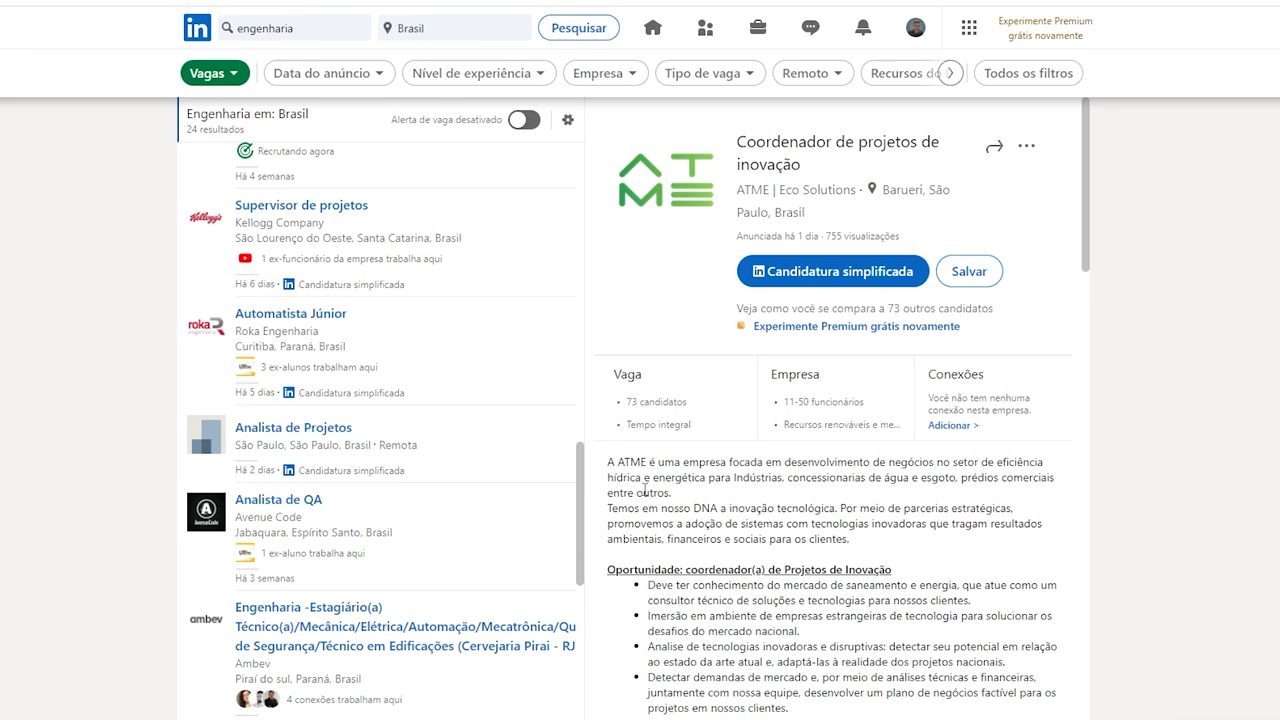 in
engenharia
Brasil
Pesquisar
Experimente Premium
grátis novamente
Vagas
Data do anúncio
Nível de experiência
Empresa
Tipo de vaga
Remoto
Recursos do
Todos os filtros
Engenharia em: Brasil
24 resultados
Alerta de vaga desativado
Recrutando agora
Há 4 semanas
Kellogg's
Supervisor de projetos
Kellogg Company
São Lourenço do Oeste, Santa Catarina, Brasil
1 ex-funcionário da empresa trabalha aqui
Há 6 dias · in Candidatura simplificada
roka
Automatista Júnior
Roka Engenharia
Curitiba, Paraná, Brasil
3 ex-alunos trabalham aqui
Há 5 dias · in Candidatura simplificada
Analista de Projetos
São Paulo, São Paulo, Brasil · Remota
Há 2 dias · in Candidatura simplificada
AvenueCode
Analista de QA
Avenue Code
Jabaquara, Espírito Santo, Brasil
1 ex-aluno trabalha aqui
Há 3 semanas
ambev
Engenharia -Estagiário(a)
Técnico(a)/Mecânica/Elétrica/Automação/Mecatrônica/Qu
de Segurança/Técnico em Edificações (Cervejaria Pirai - RJ
Ambev
Piraí do sul, Paraná, Brasil
4 conexões trabalham aqui
ATME
Coordenador de projetos de
inovação
ATME | Eco Solutions · Barueri, São
Paulo, Brasil
Anunciada há 1 dia · 755 visualizações
in Candidatura simplificada
Salvar
Veja como você se compara a 73 outros candidatos
Experimente Premium grátis novamente
Vaga
• 73 candidatos
• Tempo integral
Empresa
• 11-50 funcionários
• Recursos renováveis e me...
Conexões
Você não tem nenhuma
conexão nesta empresa.
Adicionar >
A ATME é uma empresa focada em desenvolvimento de negócios no setor de eficiência
hídrica e energética para Indústrias, concessionarias de água e esgoto, prédios comerciais
entre outros.
Temos em nosso DNA a inovação tecnológica. Por meio de parcerias estratégicas,
promovemos a adoção de sistemas com tecnologias inovadoras que tragam resultados
ambientais, financeiros e sociais para os clientes.
Oportunidade: coordenador(a) de Projetos de Inovação
• Deve ter conhecimento do mercado de saneamento e energia, que atue como um
consultor técnico de soluções e tecnologias para nossos clientes.
• Imersão em ambiente de empresas estrangeiras de tecnologia para solucionar os
desafios do mercado nacional.
• Analise de tecnologias inovadoras e disruptivas: detectar seu potencial em relação
ao estado da arte atual e, adaptá-las à realidade dos projetos nacionais.
• Detectar demandas de mercado e, por meio de análises técnicas e financeiras,
juntamente com nossa equipe, desenvolver um plano de negócios factível para os
projetos em nossos clientes.